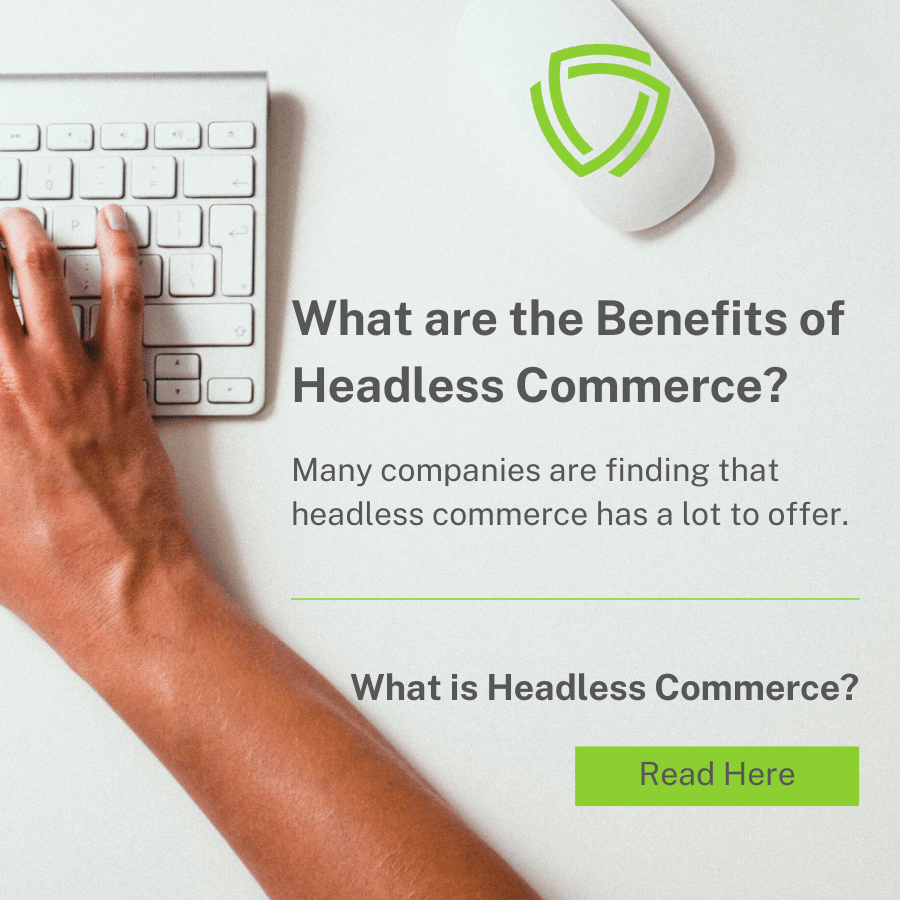 What are the Benefits of
Headless Commerce?
Many companies are finding that
headless commerce has a lot to offer.
What is Headless Commerce?
Read Here